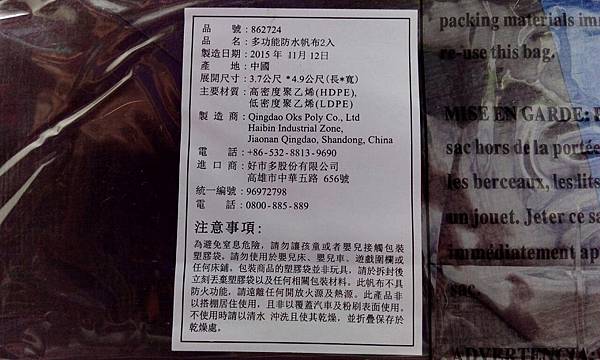 品 號：862724
品 名：多功能防水帆布2入
製造日期：2015年 11月 12日
產 地：中國
展開尺寸：3.7公尺 *4.9公尺(長*寬)
主要材質：高密度聚乙烯(HDPE),
低密度聚乙烯(LDPE)
製 造 商：Qingdao Oks Poly Co., Ltd
Haibin Industrial Zone,
Jiaonan Qingdao, Shandong, China
電 話：+86-532-8813-9690
進 口 商：好市多股份有限公司
高雄市中華五路 656號
統一編號：96972798
電 話：0800-885-889
注意事項:
為避免窒息危險，請勿讓孩童或者嬰兒接觸包裝
塑膠袋。請勿使用於嬰兒床、嬰兒車。遊戲圍欄或
任何床鋪。包裝商品的塑膠袋並非玩具，請於拆封後
立刻丟棄塑膠袋以及任何相關包裝材料。此帆布不具
防火功能，請遠離任何開放火源及熱源。此產品非
以搭棚居住使用，且非以覆蓋汽車及粉刷表面使用。
不使用時請以清水 沖洗且使其乾燥，並折疊保存於
乾燥處。
packing materials im
re-use this bag.
MISE EN GARDE:
sac hors de la portée
les berceaux, les lits
un jouet. Jeter ce sa
immédiatement ap
sac.
ADVERTENCIA